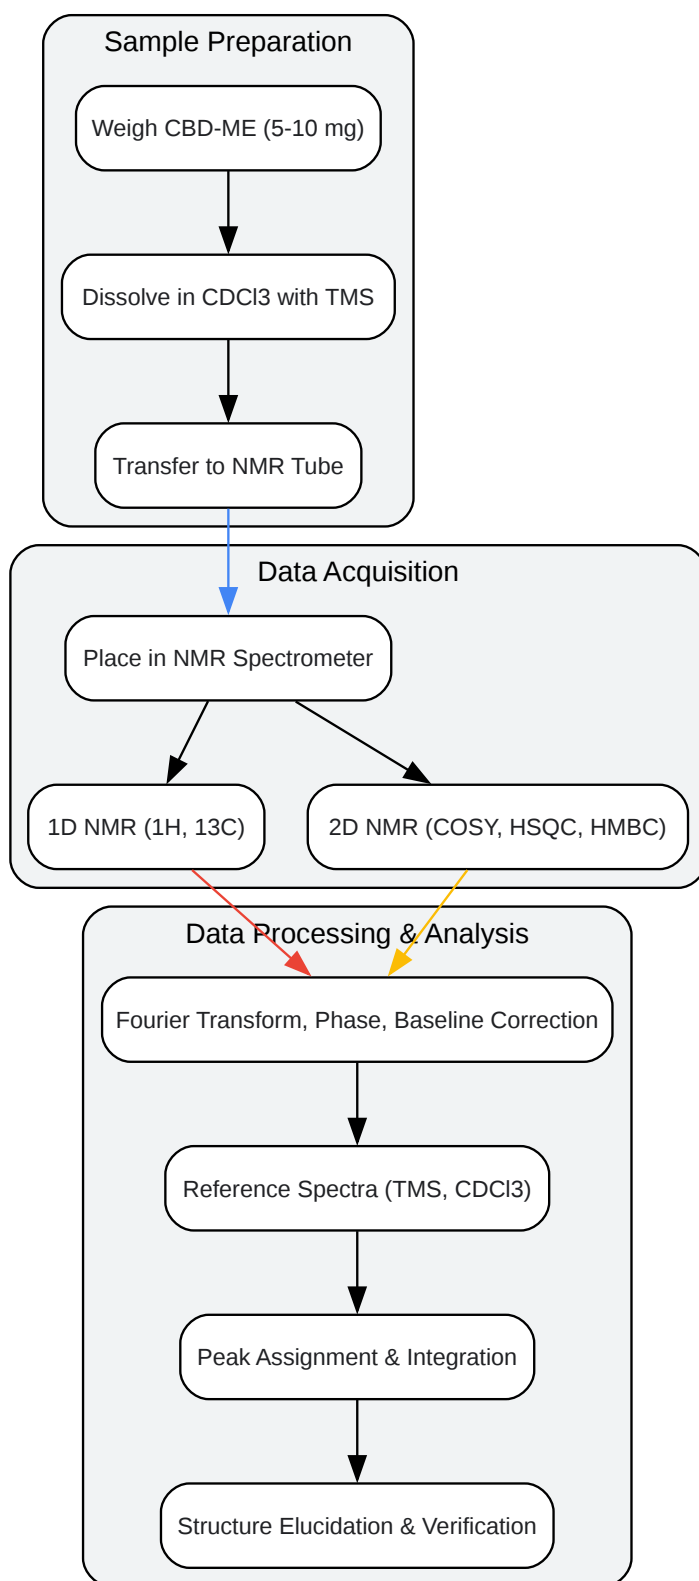 Sample Preparation
Weigh CBD-ME (5-10 mg)
Dissolve in CDCl3 with TMS
Transfer to NMR Tube
Data Acquisition
Place in NMR Spectrometer
1D NMR (1H, 13C)
2D NMR (COSY, HSQC, HMBC)
Data Processing & Analysis
Fourier Transform, Phase, Baseline Correction
Reference Spectra (TMS, CDCl3)
Peak Assignment & Integration
Structure Elucidation & Verification